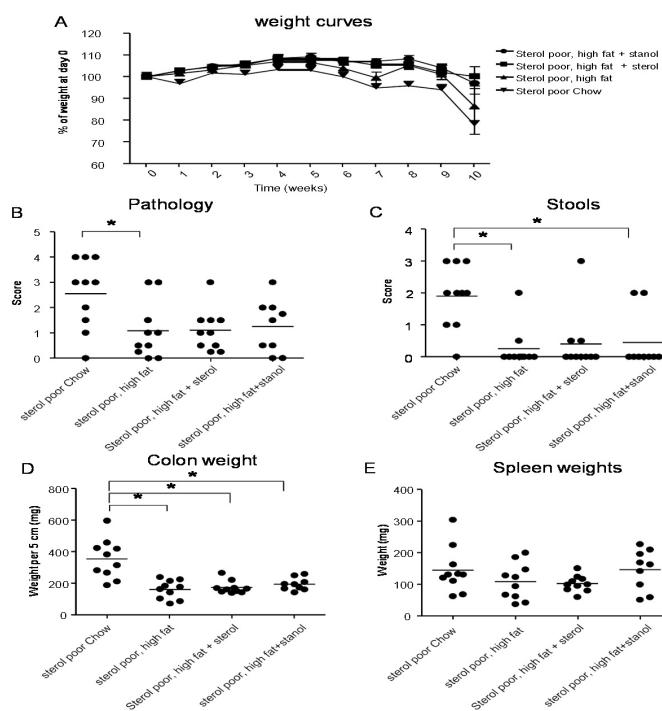 A
weight curves
% of weight at day 0
120
110
100
90
80
70
60
0 1 2 3 4 5 6 7 8 9 10
Time (weeks)
Sterol poor, high fat + stanol
Sterol poor, high fat + sterol
Sterol poor, high fat
Sterol poor Chow
B
Pathology
*
Score
5
4
3
2
1
0
sterol poor Chow
sterol poor, high fat
Sterol poor, high fat + sterol
sterol poor, high fat+stanol
C
Stools
*
*
Score
4
3
2
1
0
sterol poor Chow
sterol poor, high fat
Sterol poor, high fat + sterol
sterol poor, high fat+stanol
D
Colon weight
*
*
*
Weight per 5 cm (mg)
800
600
400
200
0
sterol poor Chow
sterol poor, high fat
Sterol poor, high fat + sterol
sterol poor, high fat+stanol
E
Spleen weights
Weight (mg)
400
300
200
100
0
sterol poor Chow
sterol poor, high fat
Sterol poor, high fat + sterol
sterol poor, high fat+stanol